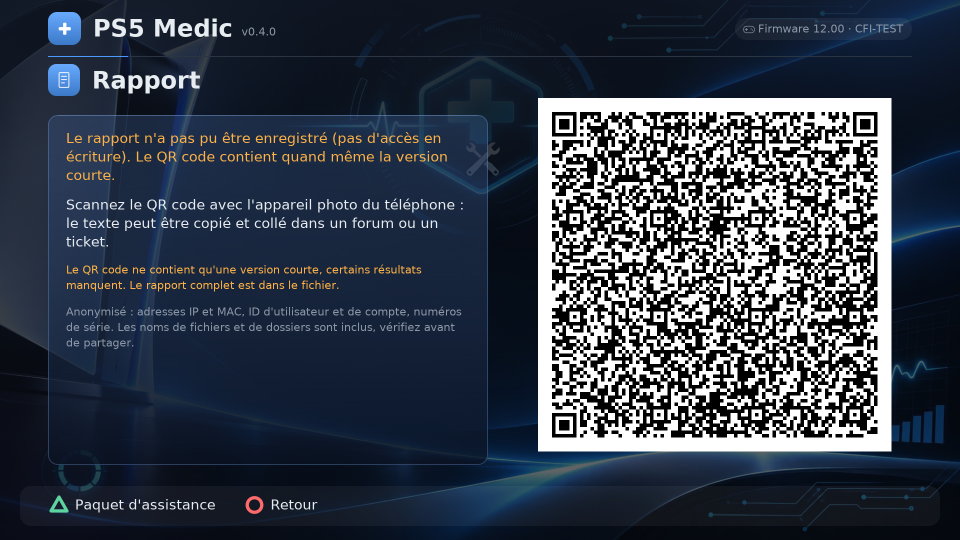 PS5 Medic v0.4.0
Firmware 12.00 · CFI-TEST
Rapport
Le rapport n'a pas pu être enregistré (pas d'accès en
écriture). Le QR code contient quand même la version
courte.
Scannez le QR code avec l'appareil photo du téléphone :
le texte peut être copié et collé dans un forum ou un
ticket.
Le QR code ne contient qu'une version courte, certains résultats
manquent. Le rapport complet est dans le fichier.
Anonymisé : adresses IP et MAC, ID d'utilisateur et de compte, numéros
de série. Les noms de fichiers et de dossiers sont inclus, vérifiez avant
de partager.
Paquet d'assistance
Retour